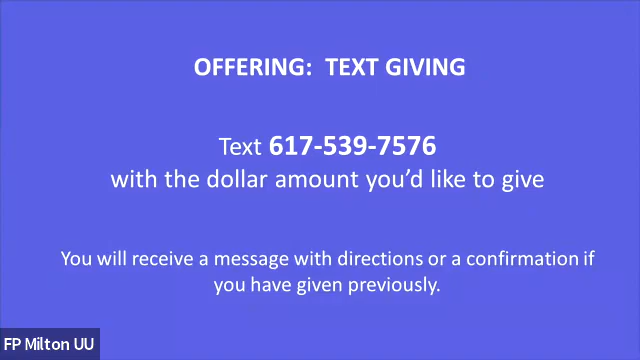 OFFERING:  TEXT GIVING
Text 617-539-7576
with the dollar amount you’d like to give
You will receive a message with directions or a confirmation if
you have given previously.
FP Milton UU